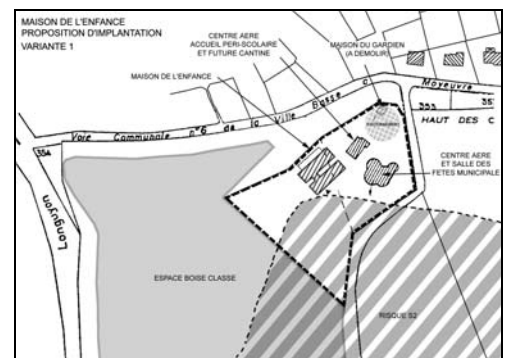 MAISON DE L'ENFANCE
PROPOSITION D'IMPLANTATION
VARIANTE 1
CENTRE AERE
ACCUEIL PERI-SCOLAIRE
ET FUTURE CANTINE
MAISON DU GARDIEN
(A DEMOLIR)
MAISON DE L'ENFANCE
Moyeuvre
353
35
HAUT DES C
Voie Communale n°6 de la Ville Basse a
354
Longuyon
CENTRE AERE
ET SALLE DES
FETES MUNICIPALE
ESPACE BOISE CLASSE
RISQUE S2